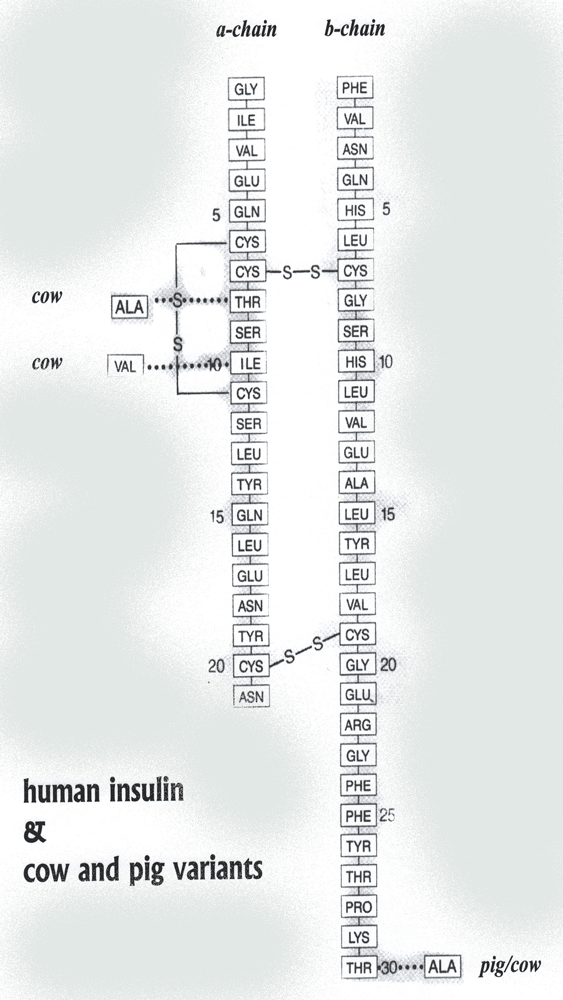 a-chain b-chain
GLY PHE
ILE VAL
VAL ASN
GLU GLN
5 GLN HIS 5
CYS LEU
CYS S S CYS
cow ALA S THR GLY
SER SER
S
cow VAL 10 ILE HIS 10
CYS LEU
SER VAL
LEU GLU
TYR ALA
15 GLN LEU 15
LEU TYR
GLU LEU
ASN VAL
TYR CYS
20 CYS S S GLY 20
ASN GLU
ARG
GLY
PHE
PHE 25
TYR
THR
PRO
LYS
THR 30 ALA pig/cow
human insulin
&
cow and pig variants